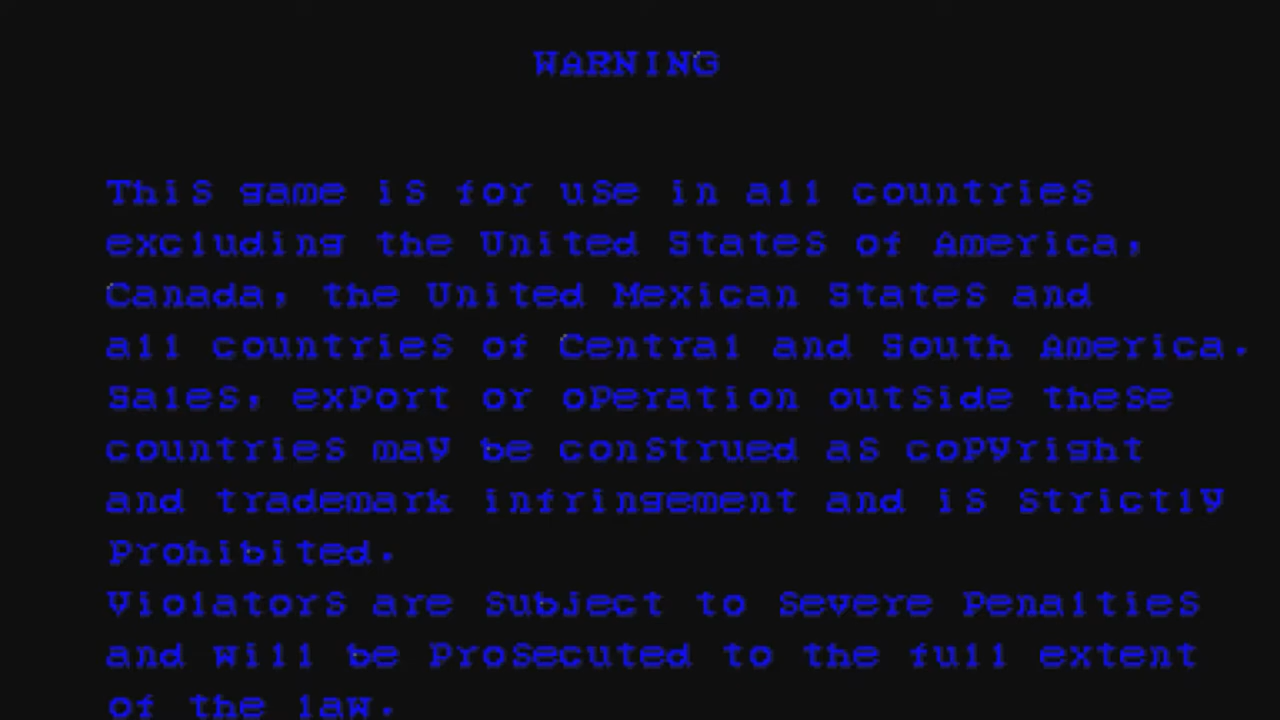 WARNING
This game is for use in all countries
excluding the United States of America,
Canada, the United Mexican States and
all countries of Central and South America.
Sales, export or operation outside these
countries may be construed as copyright
and trademark infringement and is strictly
prohibited.
Violators are subject to severe penalties
and will be prosecuted to the full extent
of the law.